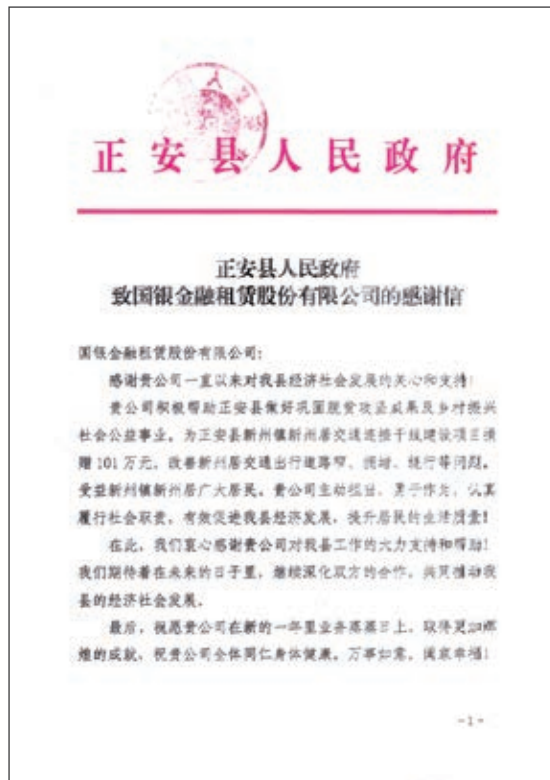 正安县人民政府
正安县人民政府
致国银金融租赁股份有限公司的感谢信
国银金融租赁股份有限公司:
感谢贵公司一直以来对我县经济社会发展的关心和支持!
贵公司积极帮助正安县做好巩固脱贫攻坚成果及乡村振兴
社会公益事业。为正安县新州镇新州居交通连接干线建设项目捐
赠101万元,改善新州居交通出行道路窄、拥堵、绕行等问题。
受益新州镇新州居广大居民。贵公司主动担当、勇于作为、认真
履行社会职责,有效促进我县经济发展,提升居民的生活质量!
在此,我们衷心感谢贵公司对我县工作的大力支持和帮助!
我们期待着在未来的日子里,继续深化双方的合作,共同推动我
县的经济社会发展。
最后,祝愿贵公司在新的一年里业务蒸蒸日上,取得更加辉
煌的成就,祝贵公司全体同仁身体健康,万事如意,阖家幸福!
-1-